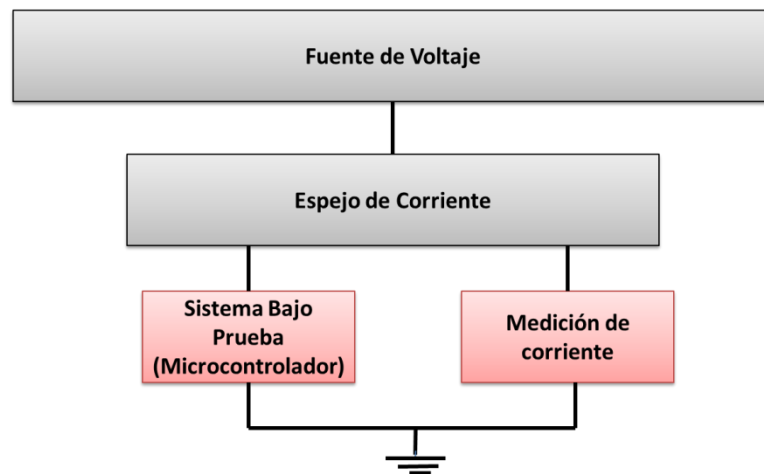 Fuente de Voltaje
Espejo de Corriente
Sistema Bajo
Prueba
(Microcontrolador)
Medición de
corriente